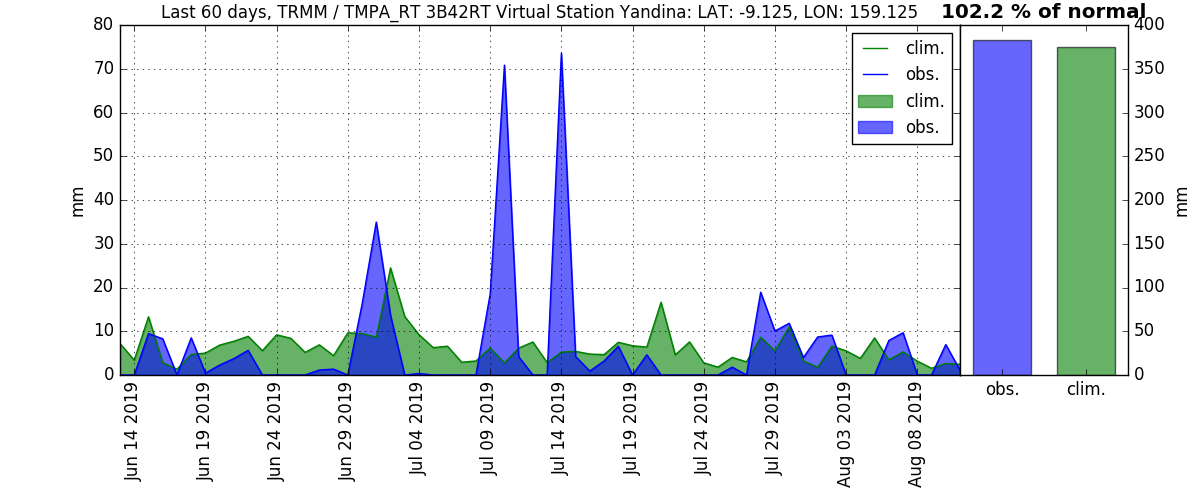 Last 60 days, TRMM / TMPA_RT 3B42RT Virtual Station Yandina: LAT: -9.125, LON: 159.125
102.2 % of normal
80
70
60
50
40
30
20
10
0
mm
clim.
obs.
clim.
obs.
400
350
300
250
200
150
100
50
0
mm
Jun 14 2019
Jun 19 2019
Jun 24 2019
Jun 29 2019
Jul 04 2019
Jul 09 2019
Jul 14 2019
Jul 19 2019
Jul 24 2019
Jul 29 2019
Aug 03 2019
Aug 08 2019
obs.
clim.